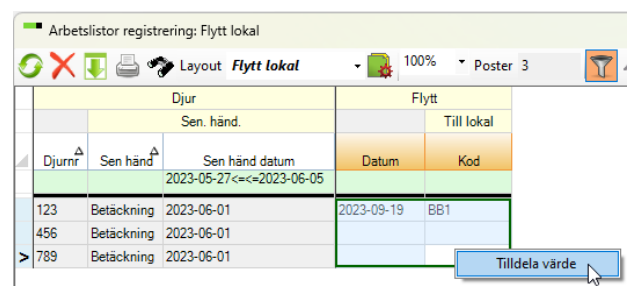 Arbetslistor registrering: Flytt lokal
Layout Flytt lokal 100% Poster 3
Djur Flytt
Sen. händ. Till lokal
Djurnr Sen händ Sen händ datum Datum Kod
2023-05-27<=<=2023-06-05
123 Betäckning 2023-06-01 2023-09-19 BB1
456 Betäckning 2023-06-01
> 789 Betäckning 2023-06-01
Tilldela värde